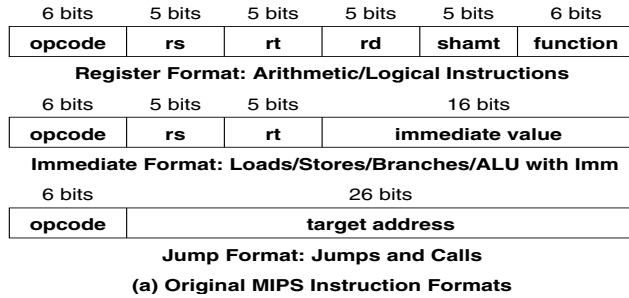 6 bits 5 bits 5 bits 5 bits 5 bits 6 bits
opcode rs rt rd shamt function
Register Format: Arithmetic/Logical Instructions
6 bits 5 bits 5 bits 16 bits
opcode rs rt immediate value
Immediate Format: Loads/Stores/Branches/ALU with Imm
6 bits 26 bits
opcode target address
Jump Format: Jumps and Calls
(a) Original MIPS Instruction Formats